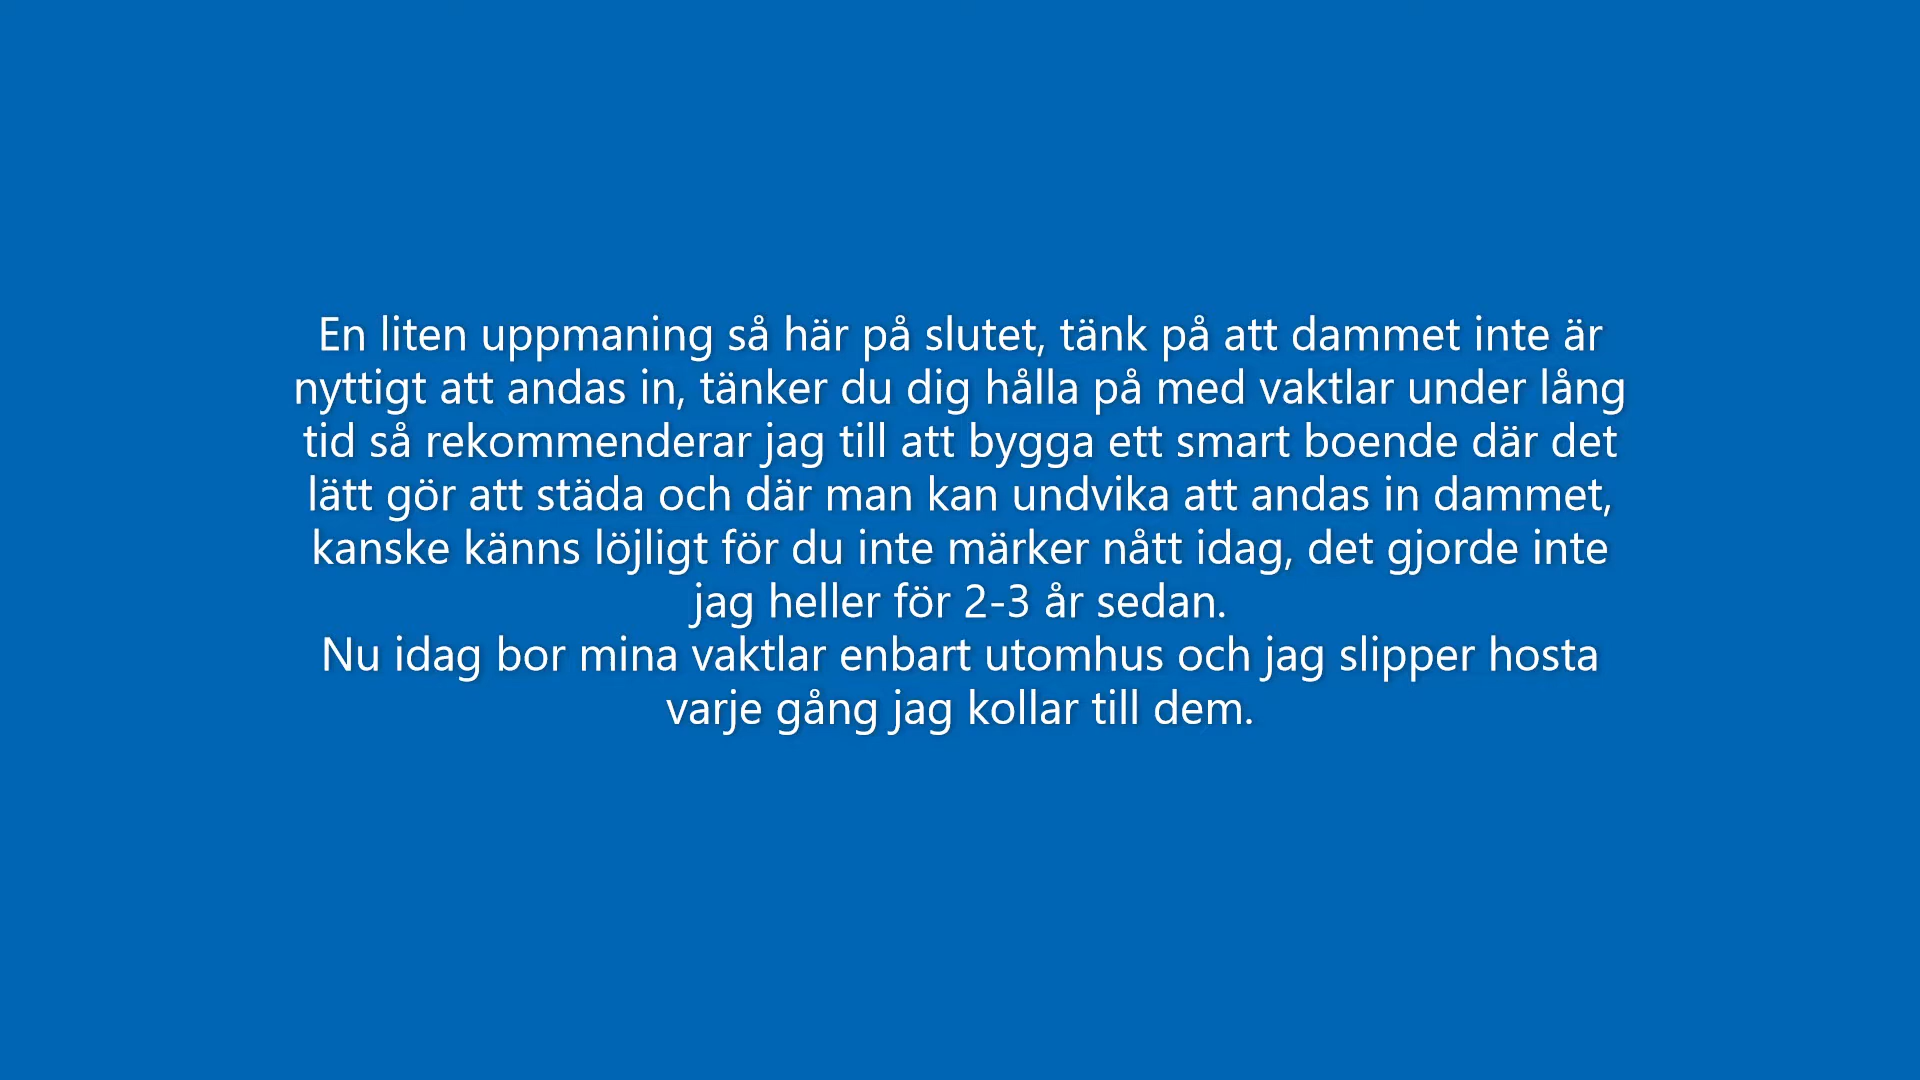 En liten uppmaning så här på slutet, tänk på att dammet inte är
nyttigt att andas in, tänker du dig hålla på med vaktlar under lång
tid så rekommenderar jag till att bygga ett smart boende där det
lätt gör att städa och där man kan undvika att andas in dammet,
kanske känns löjligt för du inte märker nått idag, det gjorde inte
jag heller för 2-3 år sedan.
Nu idag bor mina vaktlar enbart utomhus och jag slipper hosta
varje gång jag kollar till dem.